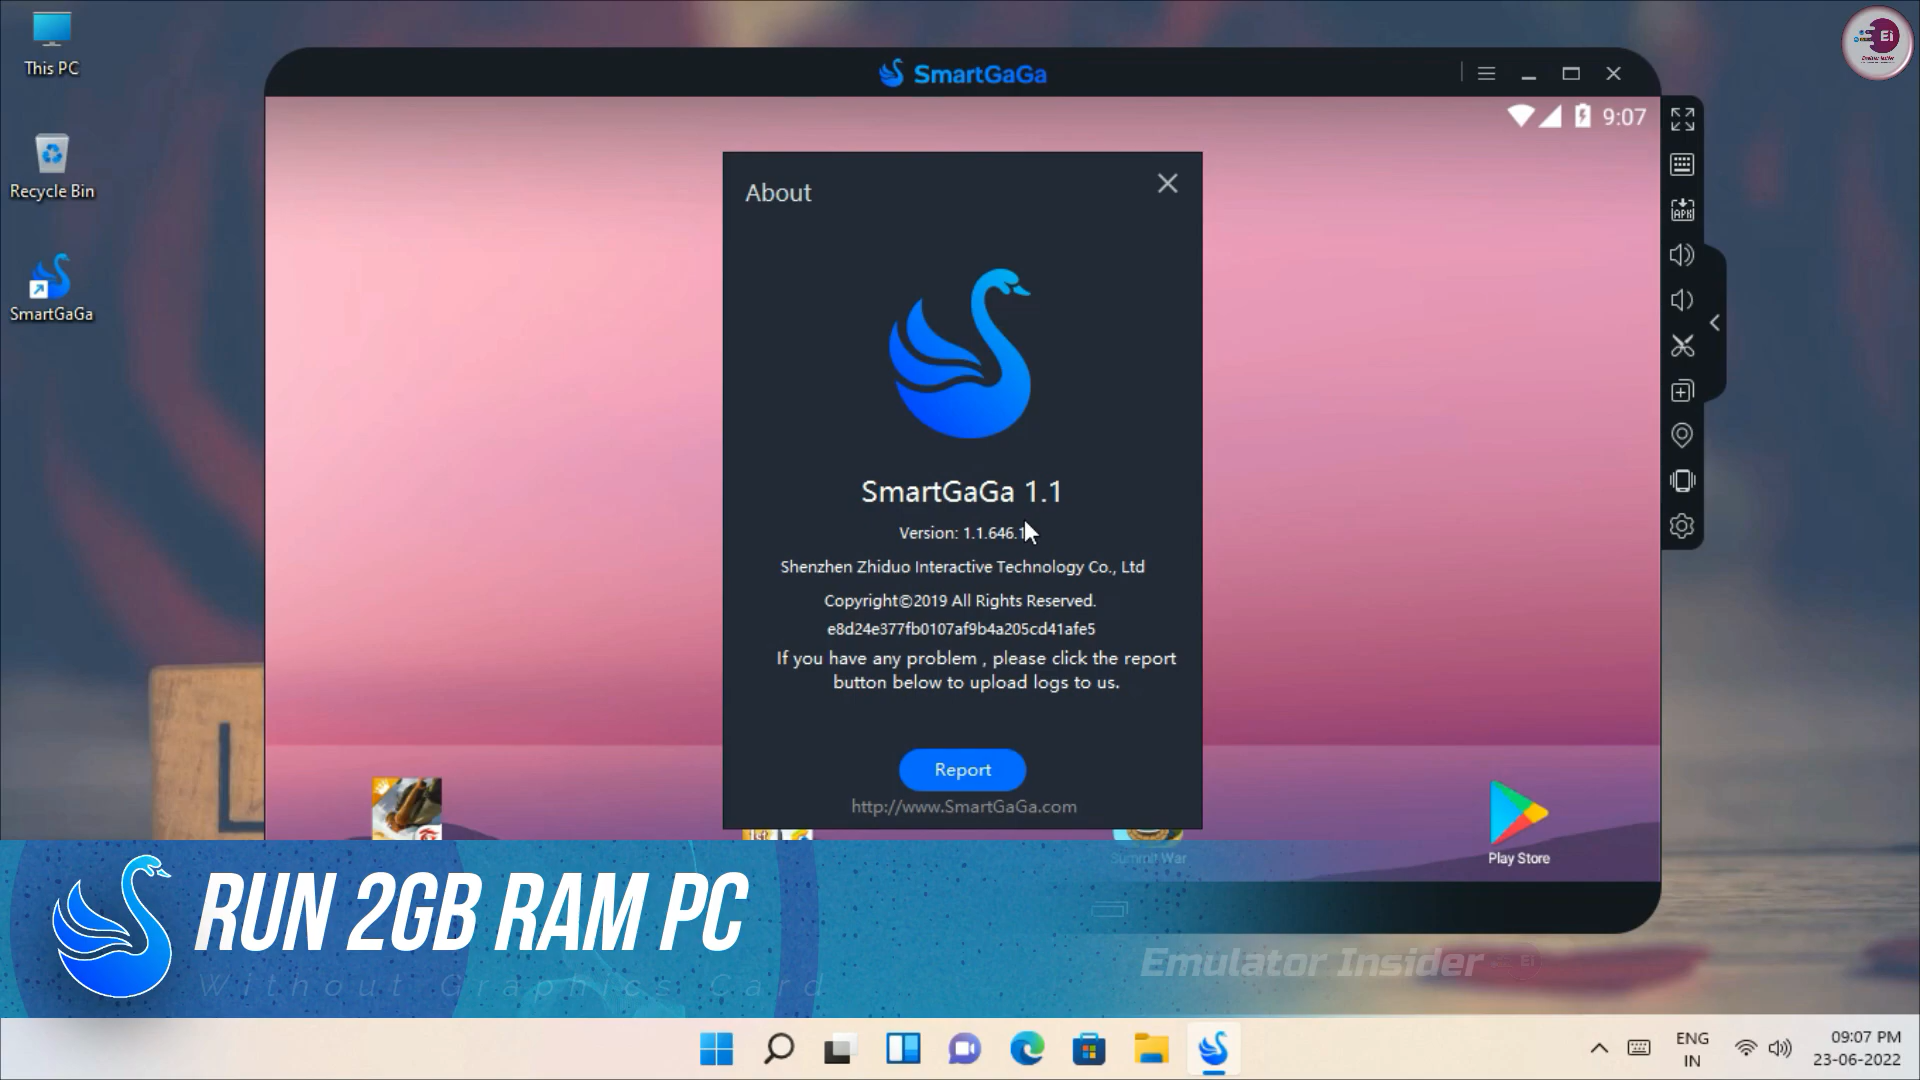 This PC
Recycle Bin
SmartGaGa
SmartGaGa
9:07
APK
Ei
About
SmartGaGa 1.1
Version: 1.1.646.1
Shenzhen Zhiduo Interactive Technology Co., Ltd
Copyright©2019 All Rights Reserved.
e8d24e377fb0107af9b4a205cd41afe5
If you have any problem , please click the report
button below to upload logs to us.
Report
http://www.SmartGaGa.com
Summit War
Play Store
RUN 2GB RAM PC
Without Graphics Card
Emulator Insider
Ei
ENG
IN
09:07 PM
23-06-2022